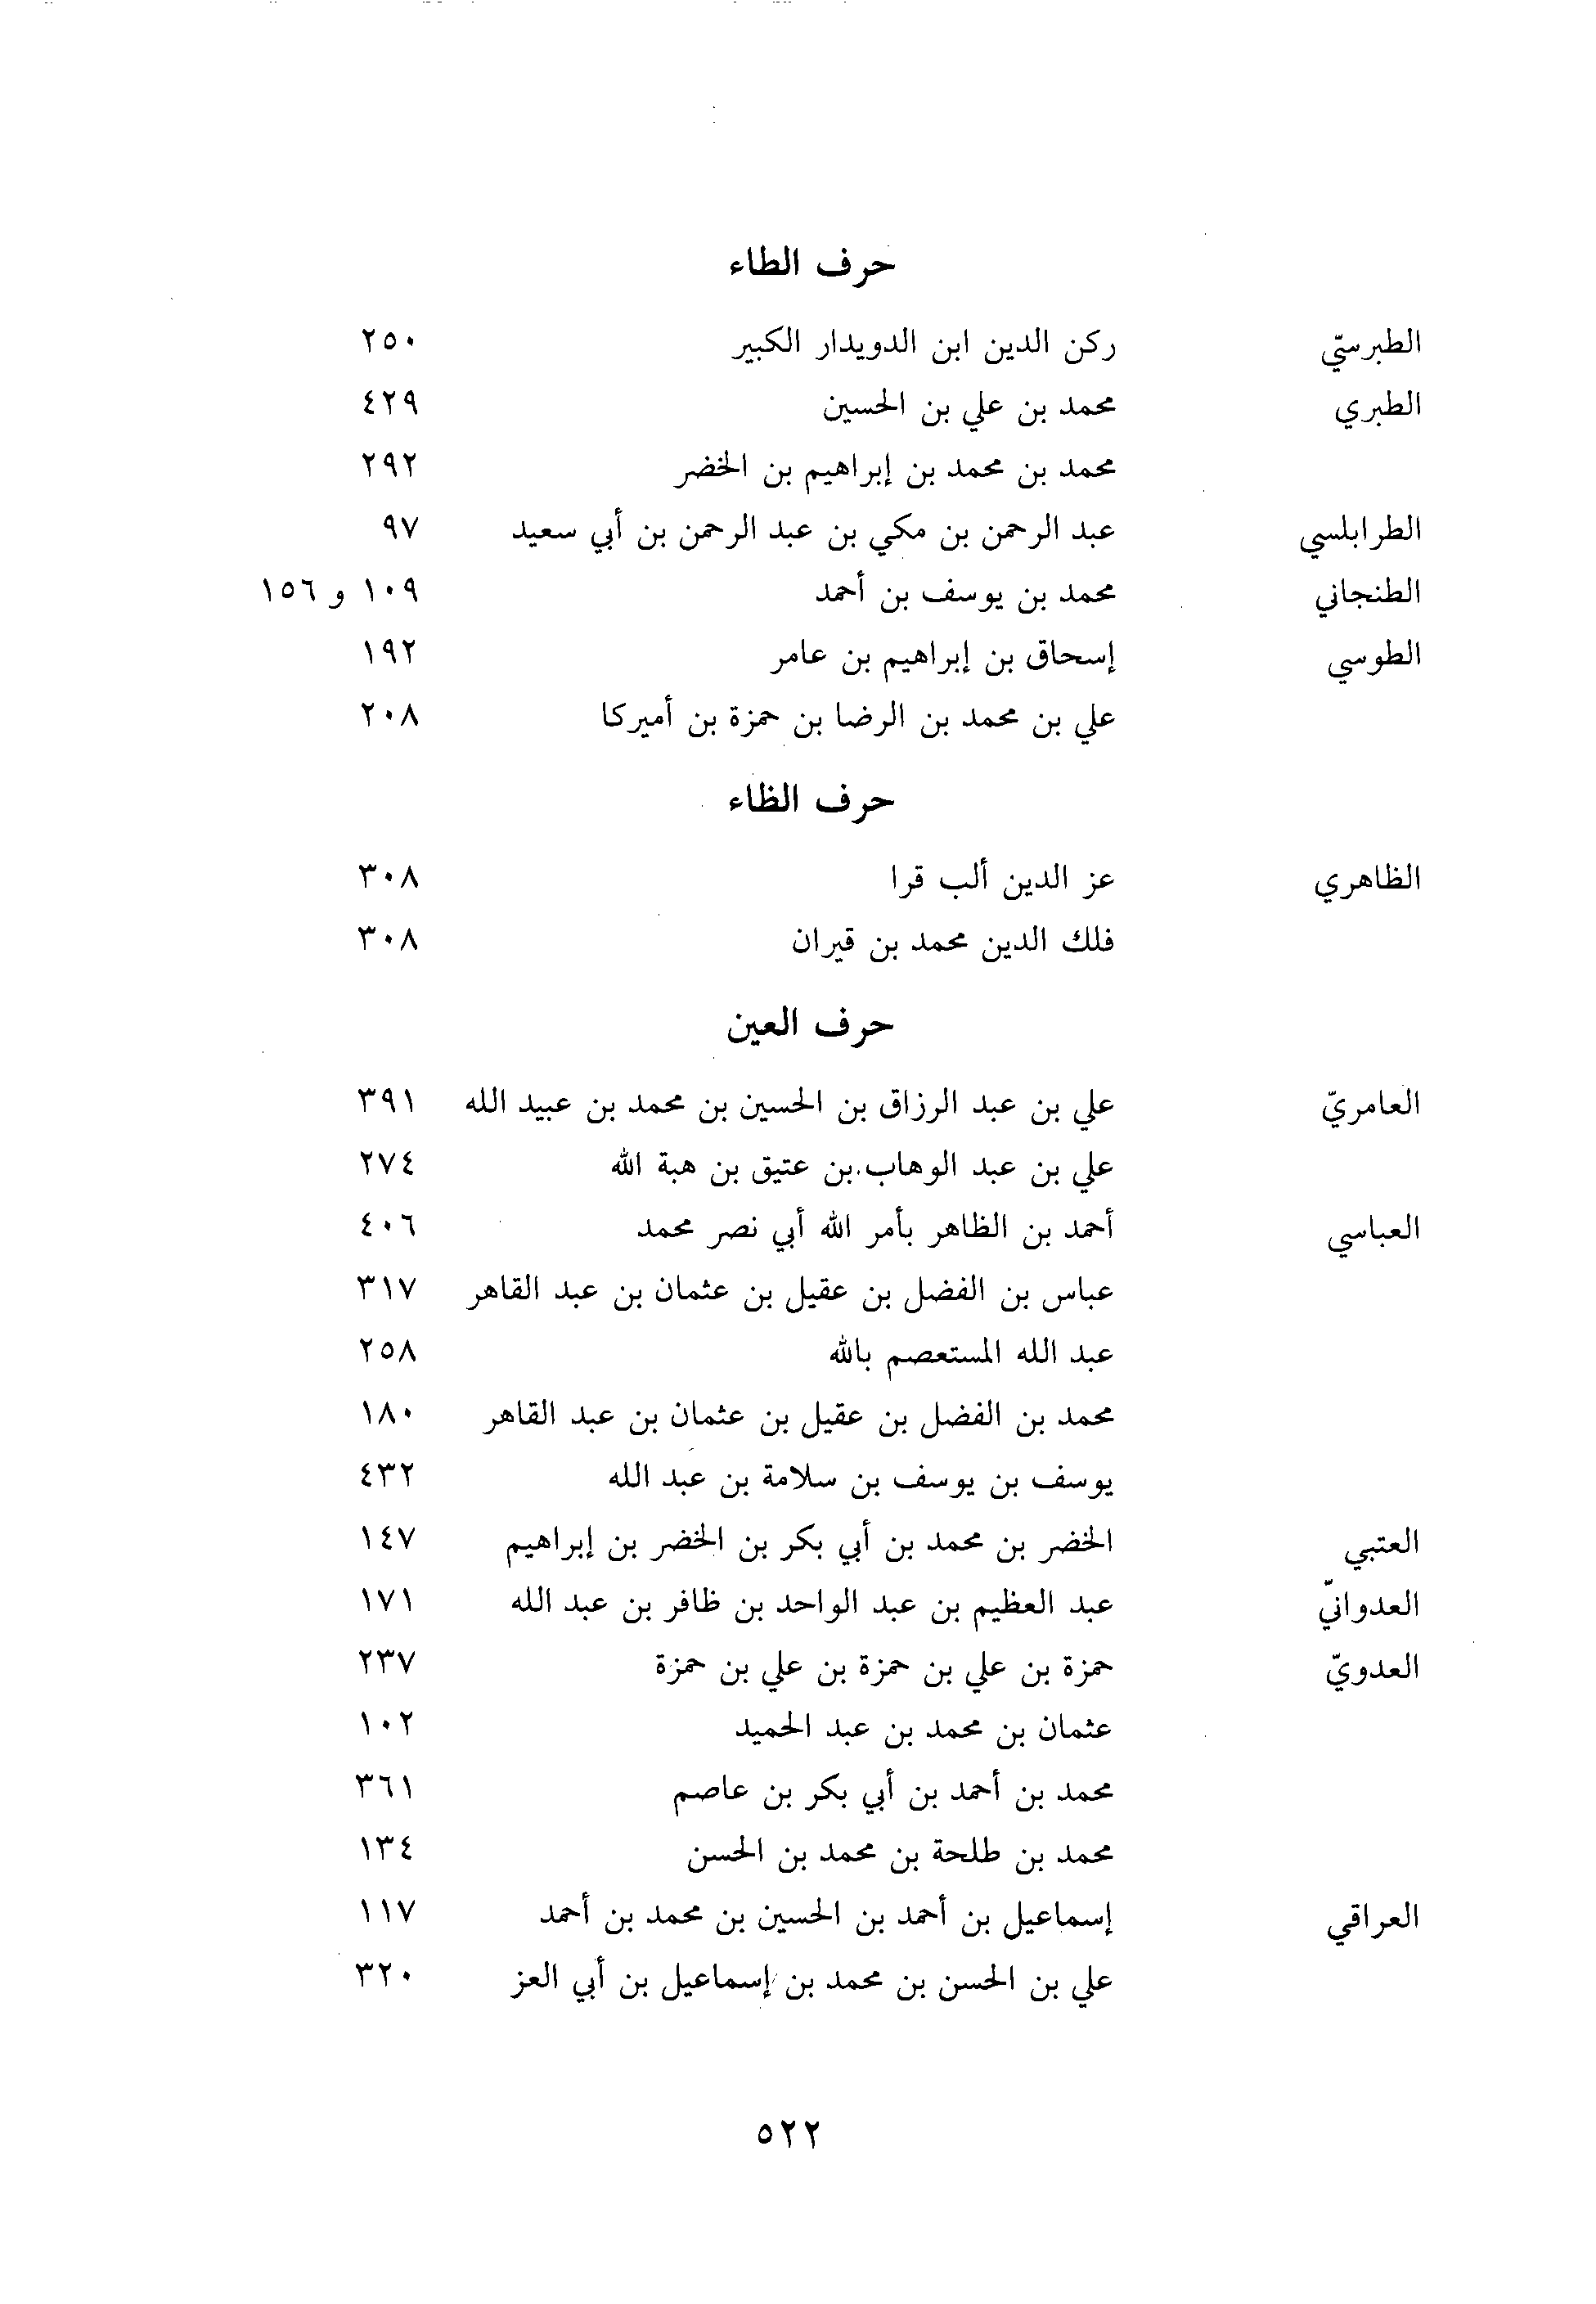 حرف الطاء
الطبرسيّ ركن الدين ابن الدويدار الكبير ٢٥٠
الطبري محمد بن علي بن الحسين ٤٢٩
محمد بن محمد بن إبراهيم بن الخضر ٢٩٢
الطرابلسي عبد الرحمن بن مكي بن عبد الرحمن بن أبي سعيد ٩٧
الطنجاني محمد بن يوسف بن أحمد ١٠٩ و ١٥٦
الطوسي إسحاق بن إبراهيم بن عامر ١٩٢
علي بن محمد بن الرضا بن حمزة بن أميركا ٢٠٨
حرف الظاء
الظاهري عز الدين ألب قرا ٣٠٨
فلك الدين محمد بن قيران ٣٠٨
حرف العين
العامريّ علي بن عبد الرزاق بن الحسين بن محمد بن عبيد الله ٣٩١
علي بن عبد الوهاب بن عتيق بن هبة الله ٢٧٤
العباسي أحمد بن الظاهر بأمر الله أبي نصر محمد ٤٠٦
عباس بن الفضل بن عقيل بن عثمان بن عبد القاهر ٣١٧
عبد الله المستعصم بالله ٢٥٨
محمد بن الفضل بن عقيل بن عثمان بن عبد القاهر ١٨٠
يوسف بن يوسف بن سلامة بن عبد الله ٤٣٢
العتبي الخضر بن محمد بن أبي بكر بن الخضر بن إبراهيم ١٤٧
العدوانيّ عبد العظيم بن عبد الواحد بن ظافر بن عبد الله ١٧١
العدويّ حمزة بن علي بن حمزة بن علي بن حمزة ٢٣٧
عثمان بن محمد بن عبد الحميد ١٠٢
محمد بن أحمد بن أبي بكر بن عاصم ٣٦١
محمد بن طلحة بن محمد بن الحسن ١٣٤
العراقي إسماعيل بن أحمد بن الحسين بن محمد بن أحمد ١١٧
علي بن الحسن بن محمد بن إسماعيل بن أبي العز ٣٢٠
٥٢٢